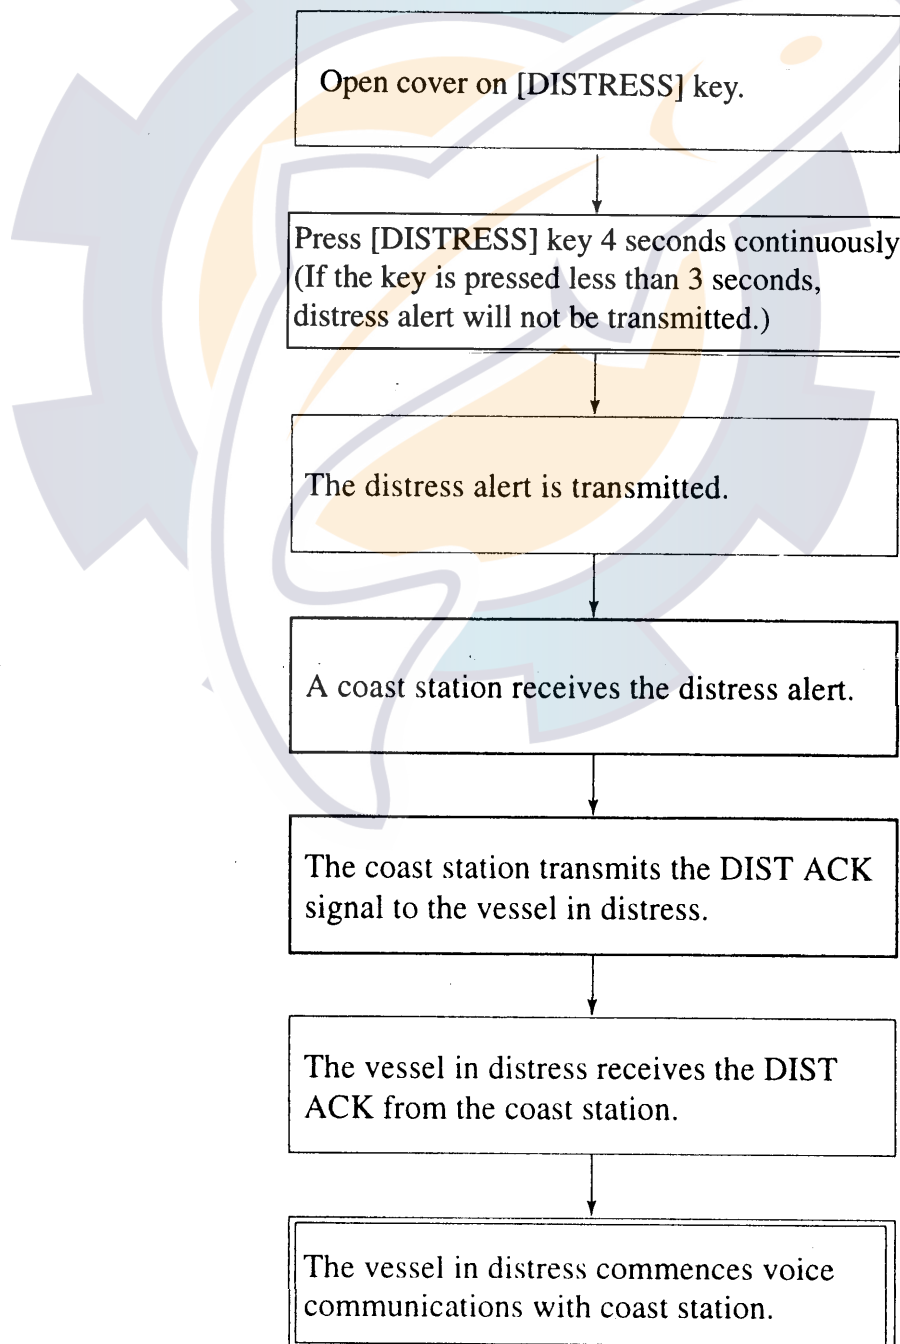 Open cover on [DISTRESS] key.
Press [DISTRESS] key 4 seconds continuously
(If the key is pressed less than 3 seconds,
distress alert will not be transmitted.)
The distress alert is transmitted.
A coast station receives the distress alert.
The coast station transmits the DIST ACK
signal to the vessel in distress.
The vessel in distress receives the DIST
ACK from the coast station.
The vessel in distress commences voice
communications with coast station.